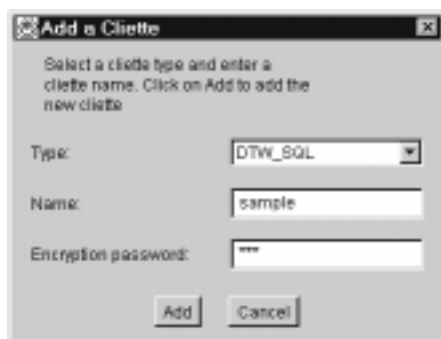 Add a Cliette
Select a cliette type and enter a
cliette name. Click on Add to add the
new cliette
Type:
DTW_SQL
Name:
sample
Encryption password:
***
Add
Cancel